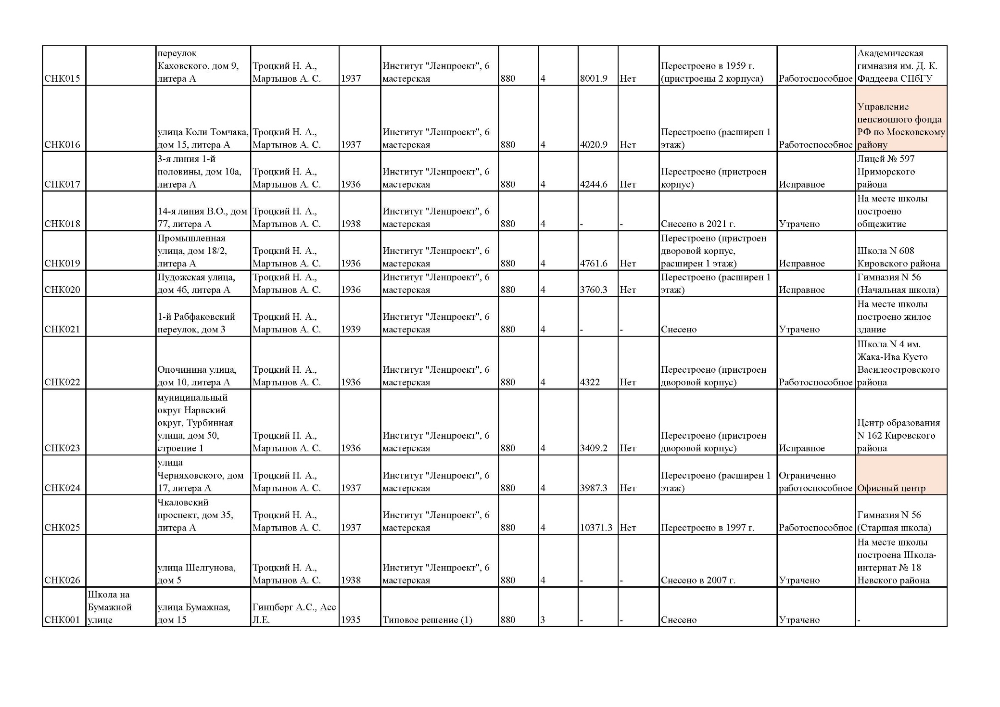 СНК015
переулок
Каховского, дом 9,
литера А
Троцкий Н. А.,
Мартынов А. С.
1937
Институт "Ленпроект", 6
мастерская
880
4
8001.9
Нет
Перестроено в 1959 г.
(пристроены 2 корпуса)
Работоспособное
Академическая
гимназия им. Д. К.
Фаддеева СПбГУ
СНК016
улица Коли Томчака,
дом 15, литера А
Троцкий Н. А.,
Мартынов А. С.
1937
Институт "Ленпроект", 6
мастерская
880
4
4020.9
Нет
Перестроено (расширен 1
этаж)
Работоспособное
Управление
пенсионного фонда
РФ по Московскому
району
СНК017
3-я линия 1-й
половины, дом 10а,
литера А
Троцкий Н. А.,
Мартынов А. С.
1936
Институт "Ленпроект", 6
мастерская
880
4
4244.6
Нет
Перестроено (пристроен
корпус)
Исправное
Лицей № 597
Приморского
района
СНК018
14-я линия В.О., дом
77, литера А
Троцкий Н. А.,
Мартынов А. С.
1938
Институт "Ленпроект", 6
мастерская
880
4
-
-
Снесено в 2021 г.
Утрачено
На месте школы
построено
общежитие
СНК019
Промышленная
улица, дом 18/2,
литера А
Троцкий Н. А.,
Мартынов А. С.
1936
Институт "Ленпроект", 6
мастерская
880
4
4761.6
Нет
Перестроено (пристроен
дворовой корпус,
расширен 1 этаж)
Исправное
Школа N 608
Кировского района
СНК020
Пудожская улица,
дом 4б, литера А
Троцкий Н. А.,
Мартынов А. С.
1936
Институт "Ленпроект", 6
мастерская
880
4
3760.3
Нет
Перестроено (расширен 1
этаж)
Исправное
Гимназия N 56
(Начальная школа)
СНК021
1-й Рабфаковский
переулок, дом 3
Троцкий Н. А.,
Мартынов А. С.
1939
Институт "Ленпроект", 6
мастерская
880
4
-
-
Снесено
Утрачено
На месте школы
построено жилое
здание
СНК022
Опочинина улица,
дом 10, литера А
Троцкий Н. А.,
Мартынов А. С.
1936
Институт "Ленпроект", 6
мастерская
880
4
4322
Нет
Перестроено (пристроен
дворовой корпус)
Работоспособное
Школа N 4 им.
Жака-Ива Кусто
Василеостровского
района
СНК023
муниципальный
округ Нарвский
округ, Турбинная
улица, дом 50,
строение 1
Троцкий Н. А.,
Мартынов А. С.
1936
Институт "Ленпроект", 6
мастерская
880
4
3409.2
Нет
Перестроено (пристроен
дворовой корпус)
Исправное
Центр образования
N 162 Кировского
района
СНК024
улица
Черняховского, дом
17, литера А
Троцкий Н. А.,
Мартынов А. С.
1937
Институт "Ленпроект", 6
мастерская
880
4
3987.3
Нет
Перестроено (расширен 1
этаж)
Ограниченно
работоспособное
Офисный центр
СНК025
Чкаловский
проспект, дом 35,
литера А
Троцкий Н. А.,
Мартынов А. С.
1937
Институт "Ленпроект", 6
мастерская
880
4
10371.3
Нет
Перестроено в 1997 г.
Работоспособное
Гимназия N 56
(Старшая школа)
СНК026
улица Шелгунова,
дом 5
Троцкий Н. А.,
Мартынов А. С.
1938
Институт "Ленпроект", 6
мастерская
880
4
-
-
Снесено в 2007 г.
Утрачено
На месте школы
построена Школа-
интернат № 18
Невского района
СНК001
Школа на
Бумажной
улице
улица Бумажная,
дом 15
Гинцберг А.С., Асс
Л.Е.
1935
Типовое решение (1)
880
3
-
-
Снесено
Утрачено
-